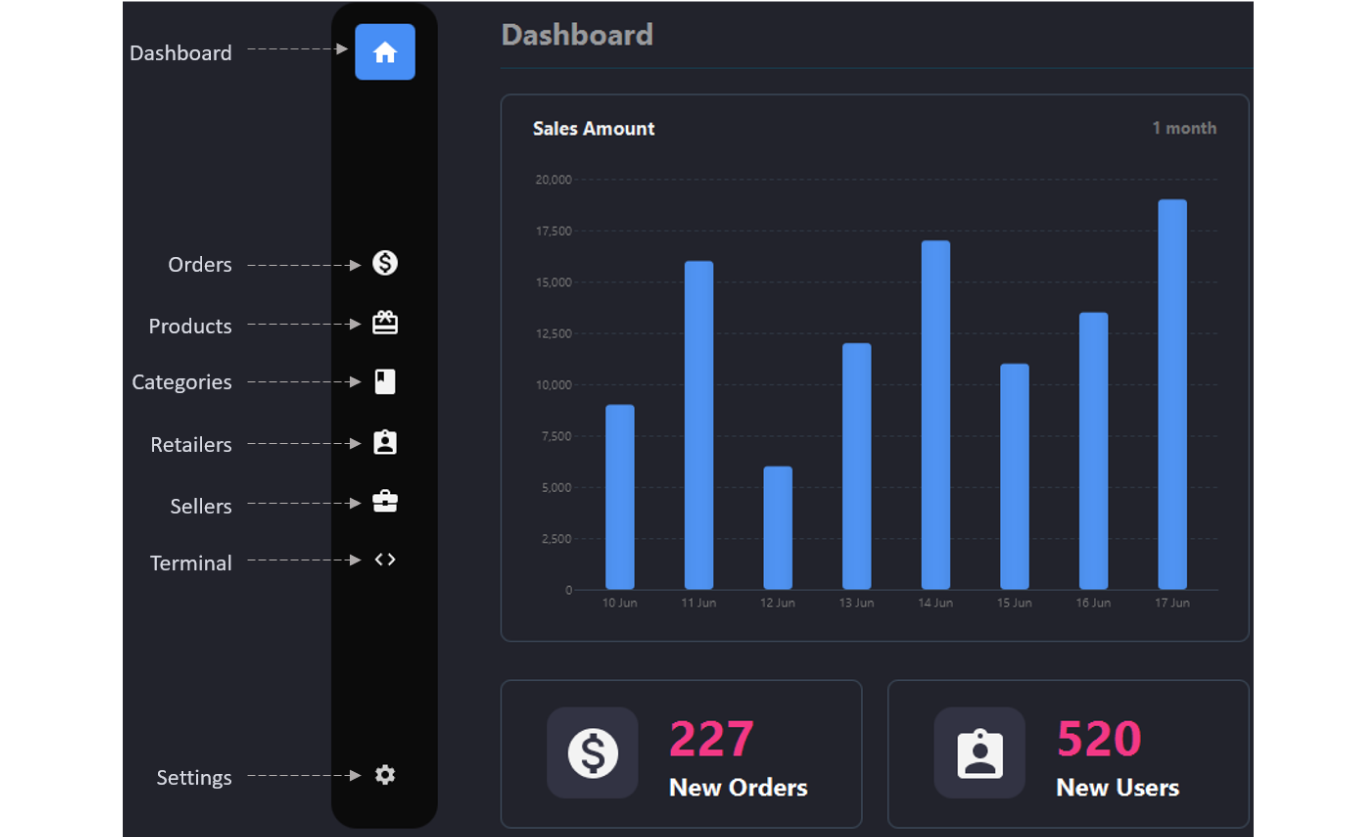 Dashboard
Orders
Products
Categories
Retailers
Sellers
Terminal
Settings
Dashboard
Sales Amount
1 month
20,000
17,500
15,000
12,500
10,000
7,500
5,000
2,500
0
10 Jun 11 Jun 12 Jun 13 Jun 14 Jun 15 Jun 16 Jun 17 Jun
227
New Orders
520
New Users